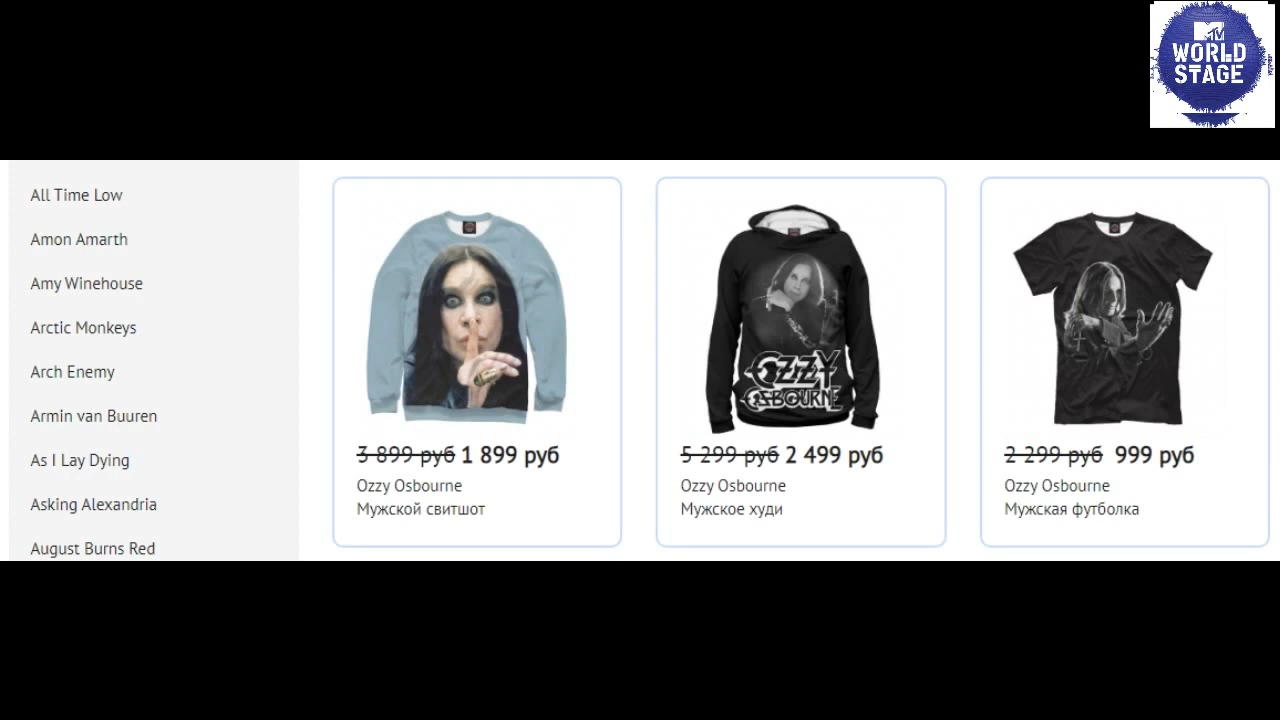 MTV
WORLD
STAGE
All Time Low
Amon Amarth
Amy Winehouse
Arctic Monkeys
Arch Enemy
Armin van Buuren
As I Lay Dying
Asking Alexandria
August Burns Red
OZZY
OSBOURNE
3 899 руб 1 899 руб
Ozzy Osbourne
Мужской свитшот
5 299 руб 2 499 руб
Ozzy Osbourne
Мужское худи
2 299 руб 999 руб
Ozzy Osbourne
Мужская футболка